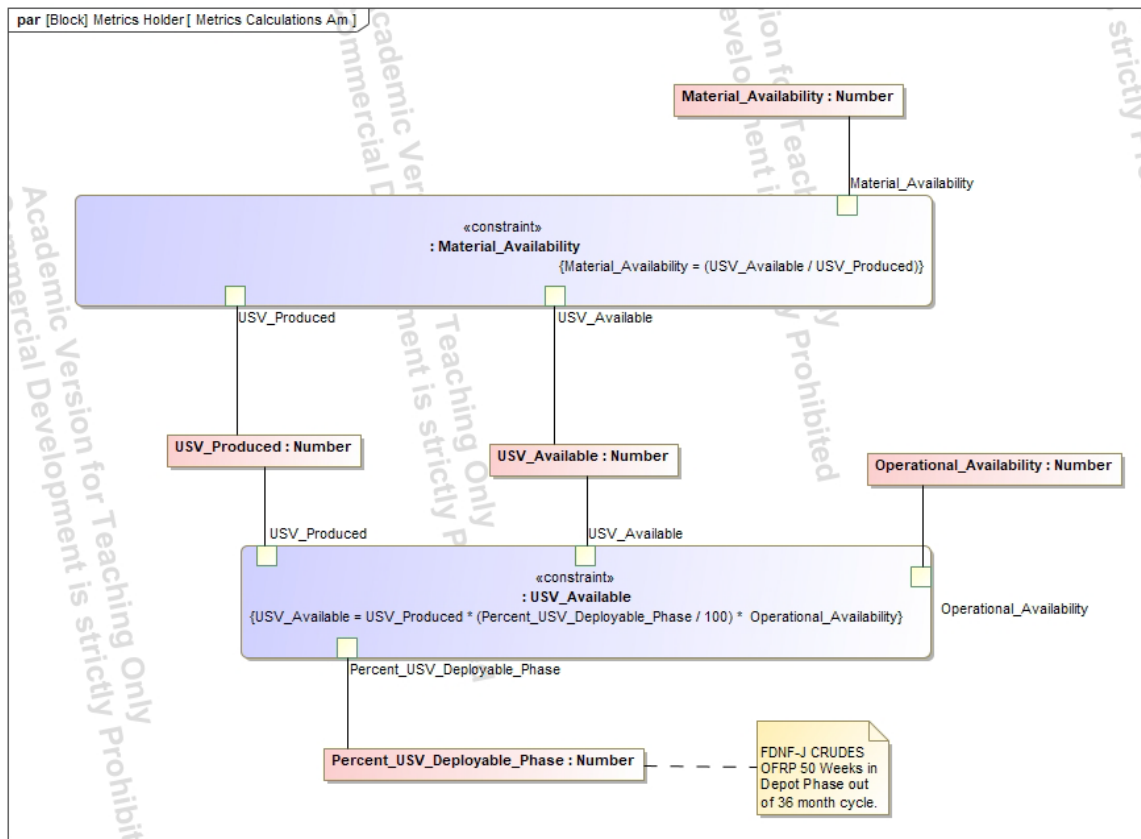 par [Block] Metrics Holder [ Metrics Calculations Am ]
Material_Availability : Number
Material_Availability
«constraint»
: Material_Availability
{Material_Availability = (USV_Available / USV_Produced)}
USV_Produced
USV_Available
USV_Produced : Number
USV_Available : Number
Operational_Availability : Number
USV_Produced
USV_Available
«constraint»
: USV_Available
{USV_Available = USV_Produced * (Percent_USV_Deployable_Phase / 100) * Operational_Availability}
Operational_Availability
Percent_USV_Deployable_Phase
Percent_USV_Deployable_Phase : Number
FDNF-J CRUDES
OFRP 50 Weeks in
Depot Phase out
of 36 month cycle.
Academic Version for Teaching Only
Commercial Development is strictly Prohibited